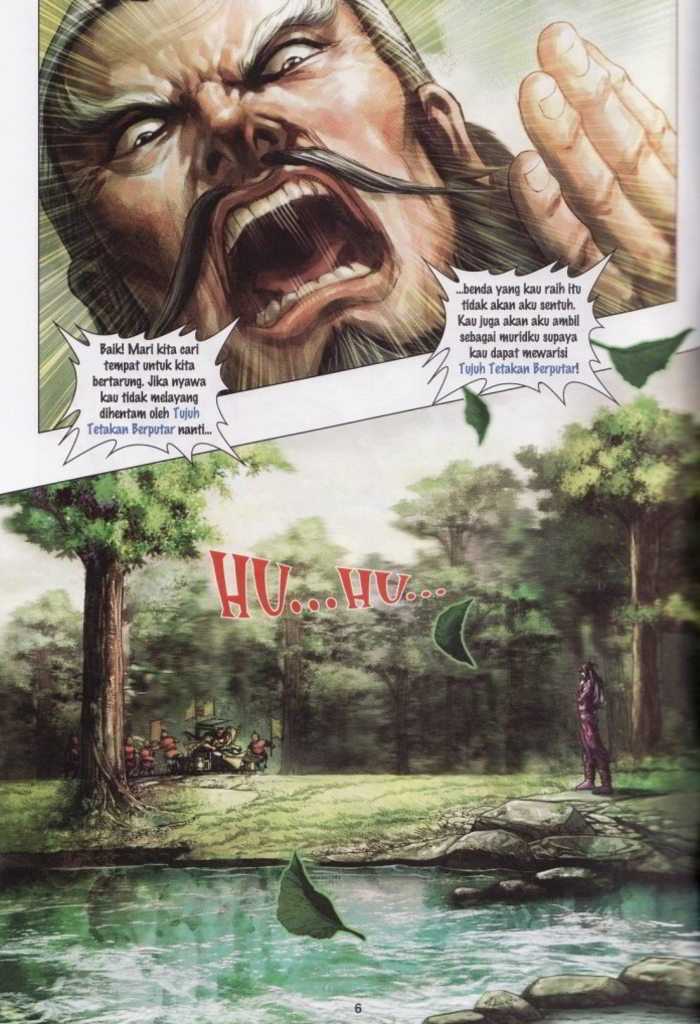 Baik! Mari kita cari
tempat untuk kita
bertarung. Jika nyawa
kau tidak melayang
dihentam oleh Tujuh
Tetakan Berputar nanti...
...benda yang kau raih itu
tidak akan aku sentuh.
Kau juga akan aku ambil
sebagai muridku supaya
kau dapat mewarisi
Tujuh Tetakan Berputar!
HU...HU...
6